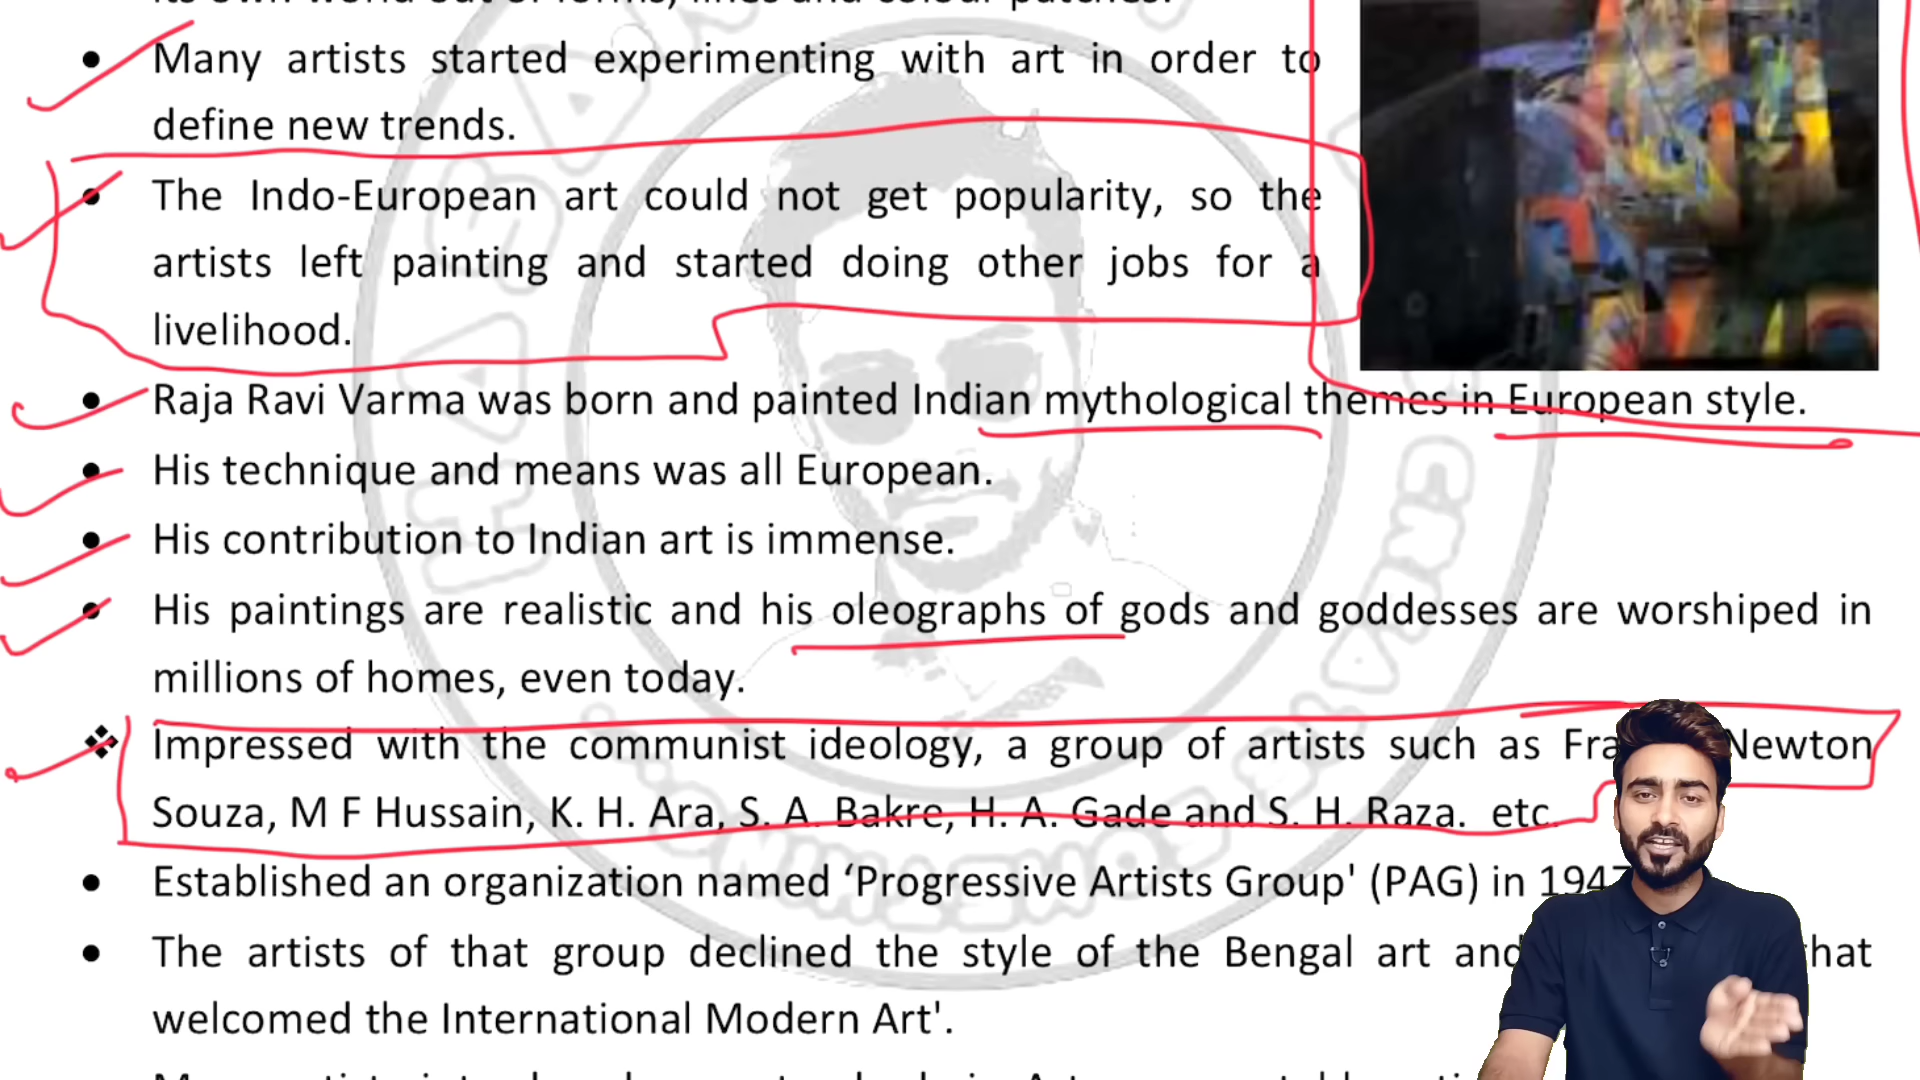 Many artists started experimenting with art in order to
define new trends.
The Indo-European art could not get popularity, so the
artists left painting and started doing other jobs for a
livelihood.
Raja Ravi Varma was born and painted Indian mythological themes in European style.
His technique and means was all European.
His contribution to Indian art is immense.
His paintings are realistic and his oleographs of gods and goddesses are worshiped in
millions of homes, even today.
Impressed with the communist ideology, a group of artists such as Newton
Souza, M F Hussain, K. H. Ara, S. A. Bakre, H. A. Gade and S. H. Raza. etc.
Established an organization named ‘Progressive Artists Group' (PAG) in 1947
The artists of that group declined the style of the Bengal art and that
welcomed the International Modern Art'.